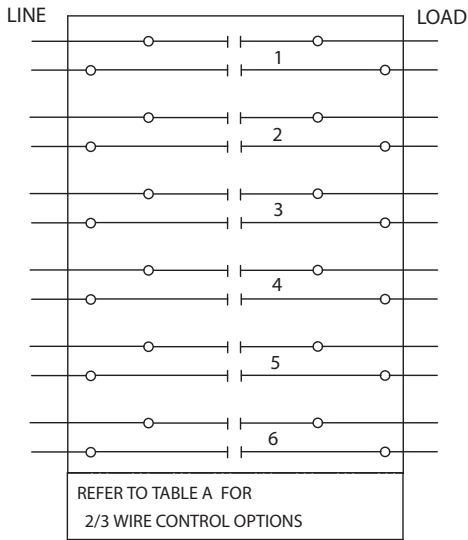 LINE
LOAD
1
2
3
4
5
6
REFER TO TABLE A FOR
2/3 WIRE CONTROL OPTIONS